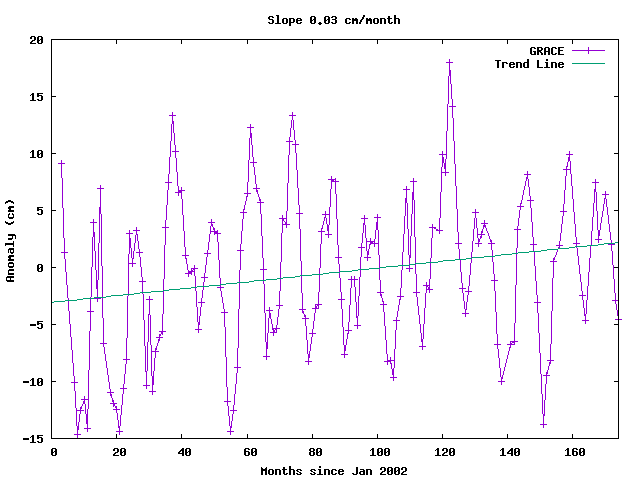 Slope 0.03 cm/month
GRACE
Trend Line
20
15
10
5
0
-5
-10
-15
Anomaly (cm)
0 20 40 60 80 100 120 140 160
Months since Jan 2002